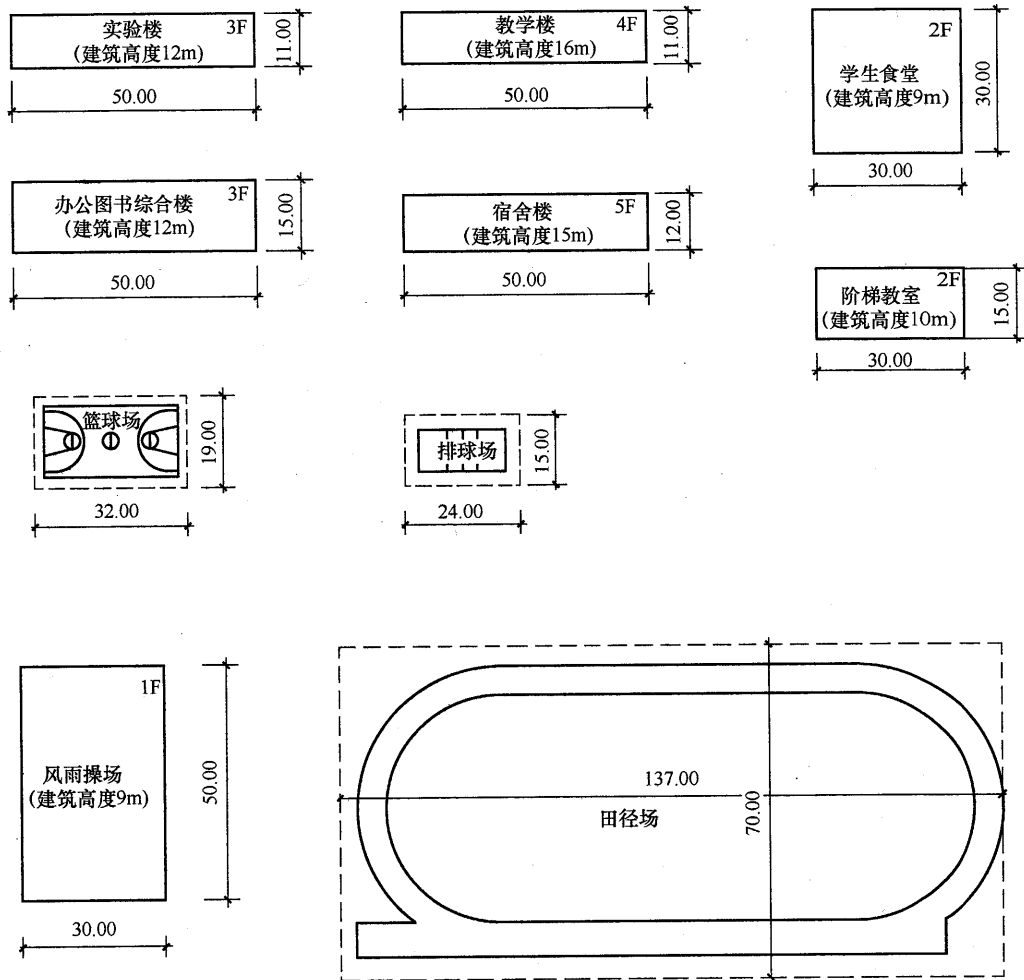 实验楼
3F
(建筑高度12m)
11.00
50.00
教学楼
4F
(建筑高度16m)
11.00
50.00
2F
学生食堂
(建筑高度9m)
30.00
30.00
办公图书综合楼
3F
(建筑高度12m)
15.00
50.00
宿舍楼
5F
(建筑高度15m)
12.00
50.00
2F
阶梯教室
(建筑高度10m)
15.00
30.00
篮球场
19.00
32.00
排球场
15.00
24.00
1F
风雨操场
(建筑高度9m)
50.00
30.00
137.00
田径场
70.00